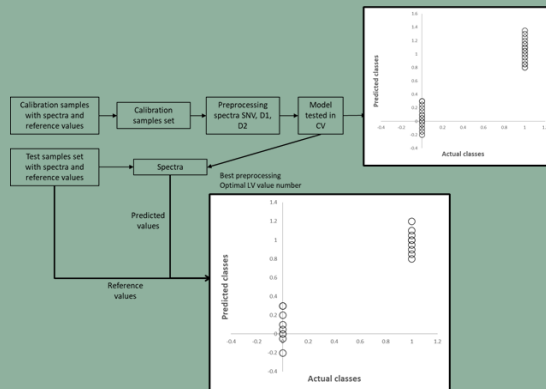 Calibration samples
with spectra and
reference values
Calibration
samples set
Preprocessing
spectra SNV, D1,
D2
Model
tested in
CV
Test samples set
with spectra and
reference values
Spectra
Best preprocessing
Optimal LV value number
Predicted
values
Reference
values
Predicted classes
1.6
1.4
1.2
1
0.8
0.6
0.4
0.2
0
-0.2
-0.4
-0.4
-0.2
0
0.2
0.4
0.6
0.8
1
1.2
Actual classes
Predicted classes
1.4
1.2
1
0.8
0.6
0.4
0.2
0
-0.2
-0.4
-0.4
-0.2
0
0.2
0.4
0.6
0.8
1
1.2
Actual classes